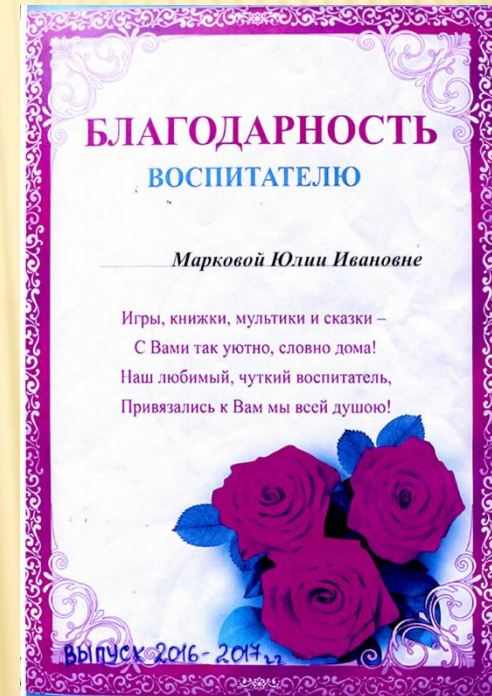 БЛАГОДАРНОСТЬ
ВОСПИТАТЕЛЮ
Марковой Юлии Ивановне
Игры, книжки, мультики и сказки –
С Вами так уютно, словно дома!
Наш любимый, чуткий воспитатель,
Привязались к Вам мы всей душою!
ВЫПУСК 2016-2017 гг